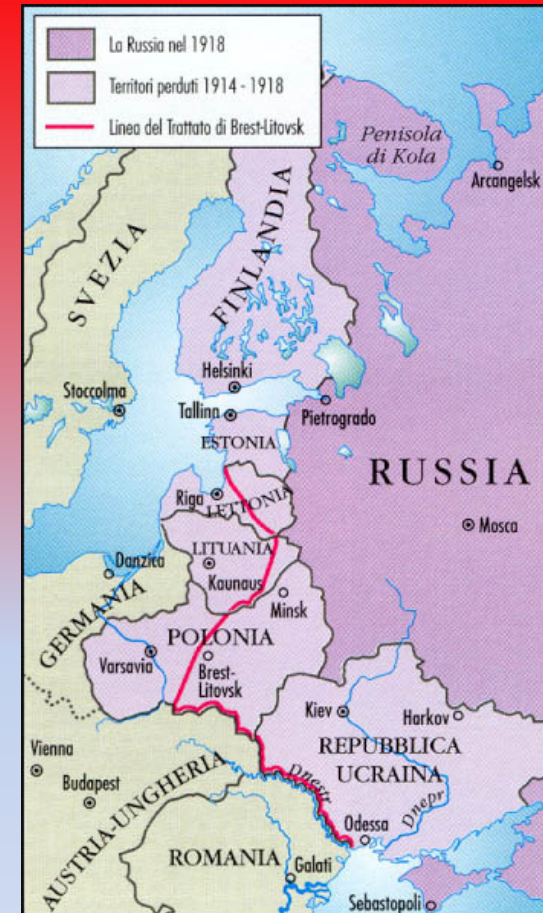 La Russia nel 1918
Territori perduti 1914 - 1918
Linea del Trattato di Brest-Litovsk
Penisola
di Kola
Arcangelsk
SVEZIA
FINLANDIA
Helsinki
Stoccolma
Tallinn
Pietrogrado
ESTONIA
RUSSIA
Riga
LETTONIA
Mosca
LITUANIA
Danzica
Kaunaus
Minsk
GERMANIA
POLONIA
Varsavia
Brest-
Litovsk
Kiev
Harkov
Vienna
REPUBBLICA
UCRAINA
Budapest
Dnestr
Dnepr
AUSTRIA-UNGHERIA
Odessa
ROMANIA
Galati
Sebastopoli